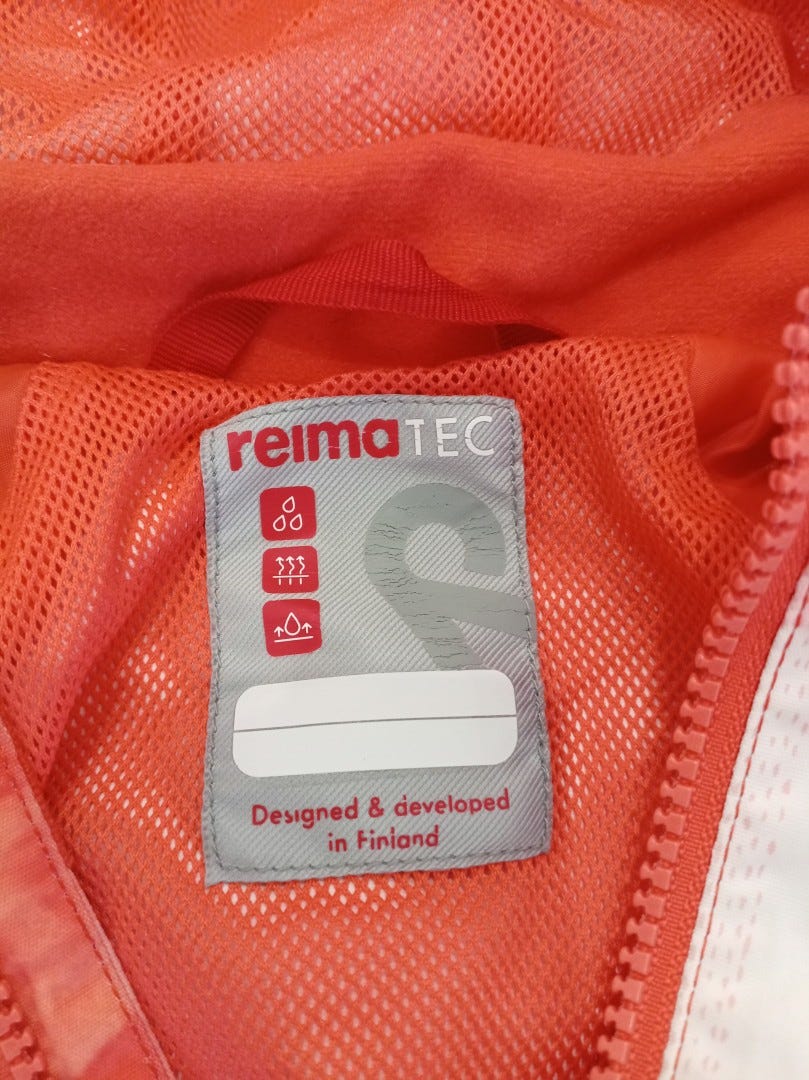 reimaTEC
Designed & developed
in Finland